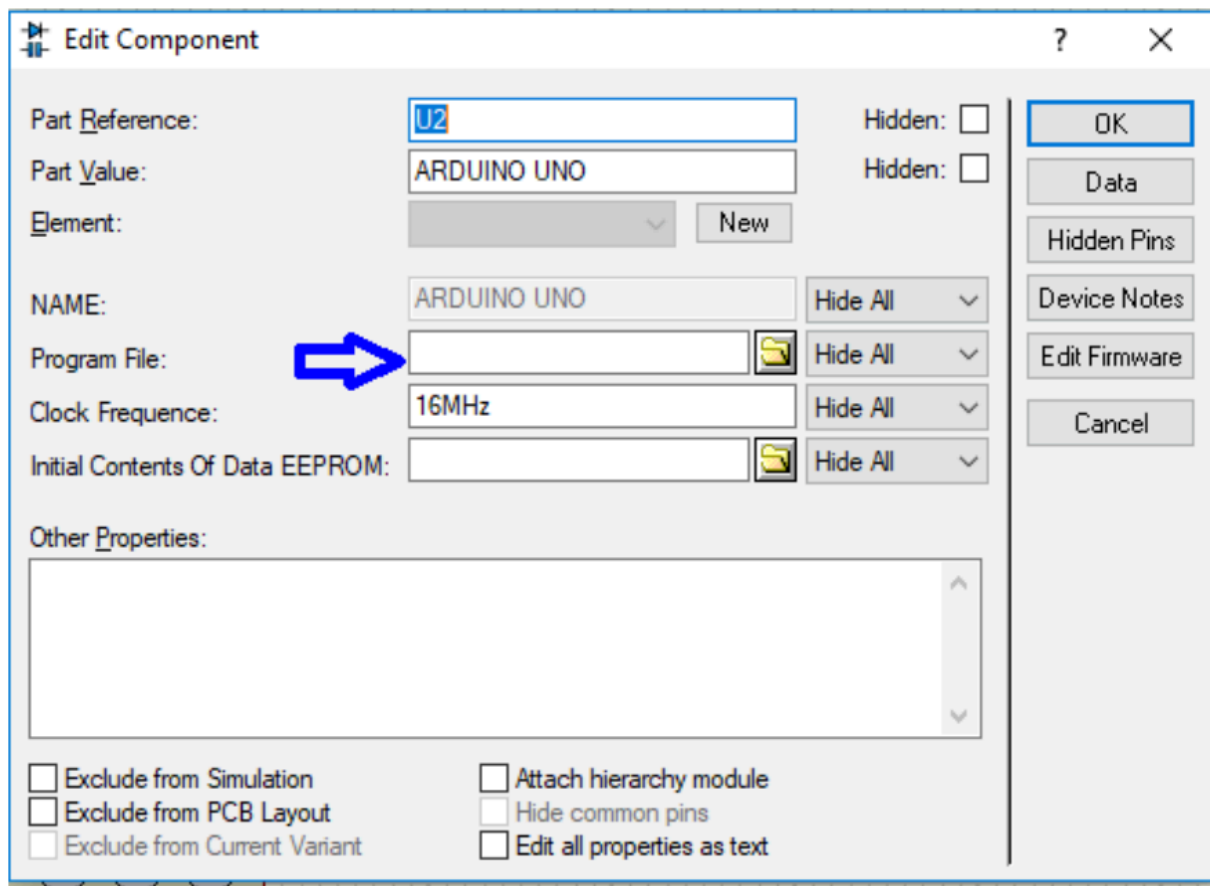 Edit Component ? X
Part Reference: U2 Hidden: OK
Part Value: ARDUINO UNO Hidden: Data
Element: New Hidden Pins
NAME: ARDUINO UNO Hide All Device Notes
Program File: Hide All Edit Firmware
Clock Frequence: 16MHz Hide All Cancel
Initial Contents Of Data EEPROM: Hide All
Other Properties:
Exclude from Simulation Attach hierarchy module
Exclude from PCB Layout Hide common pins
Exclude from Current Variant Edit all properties as text